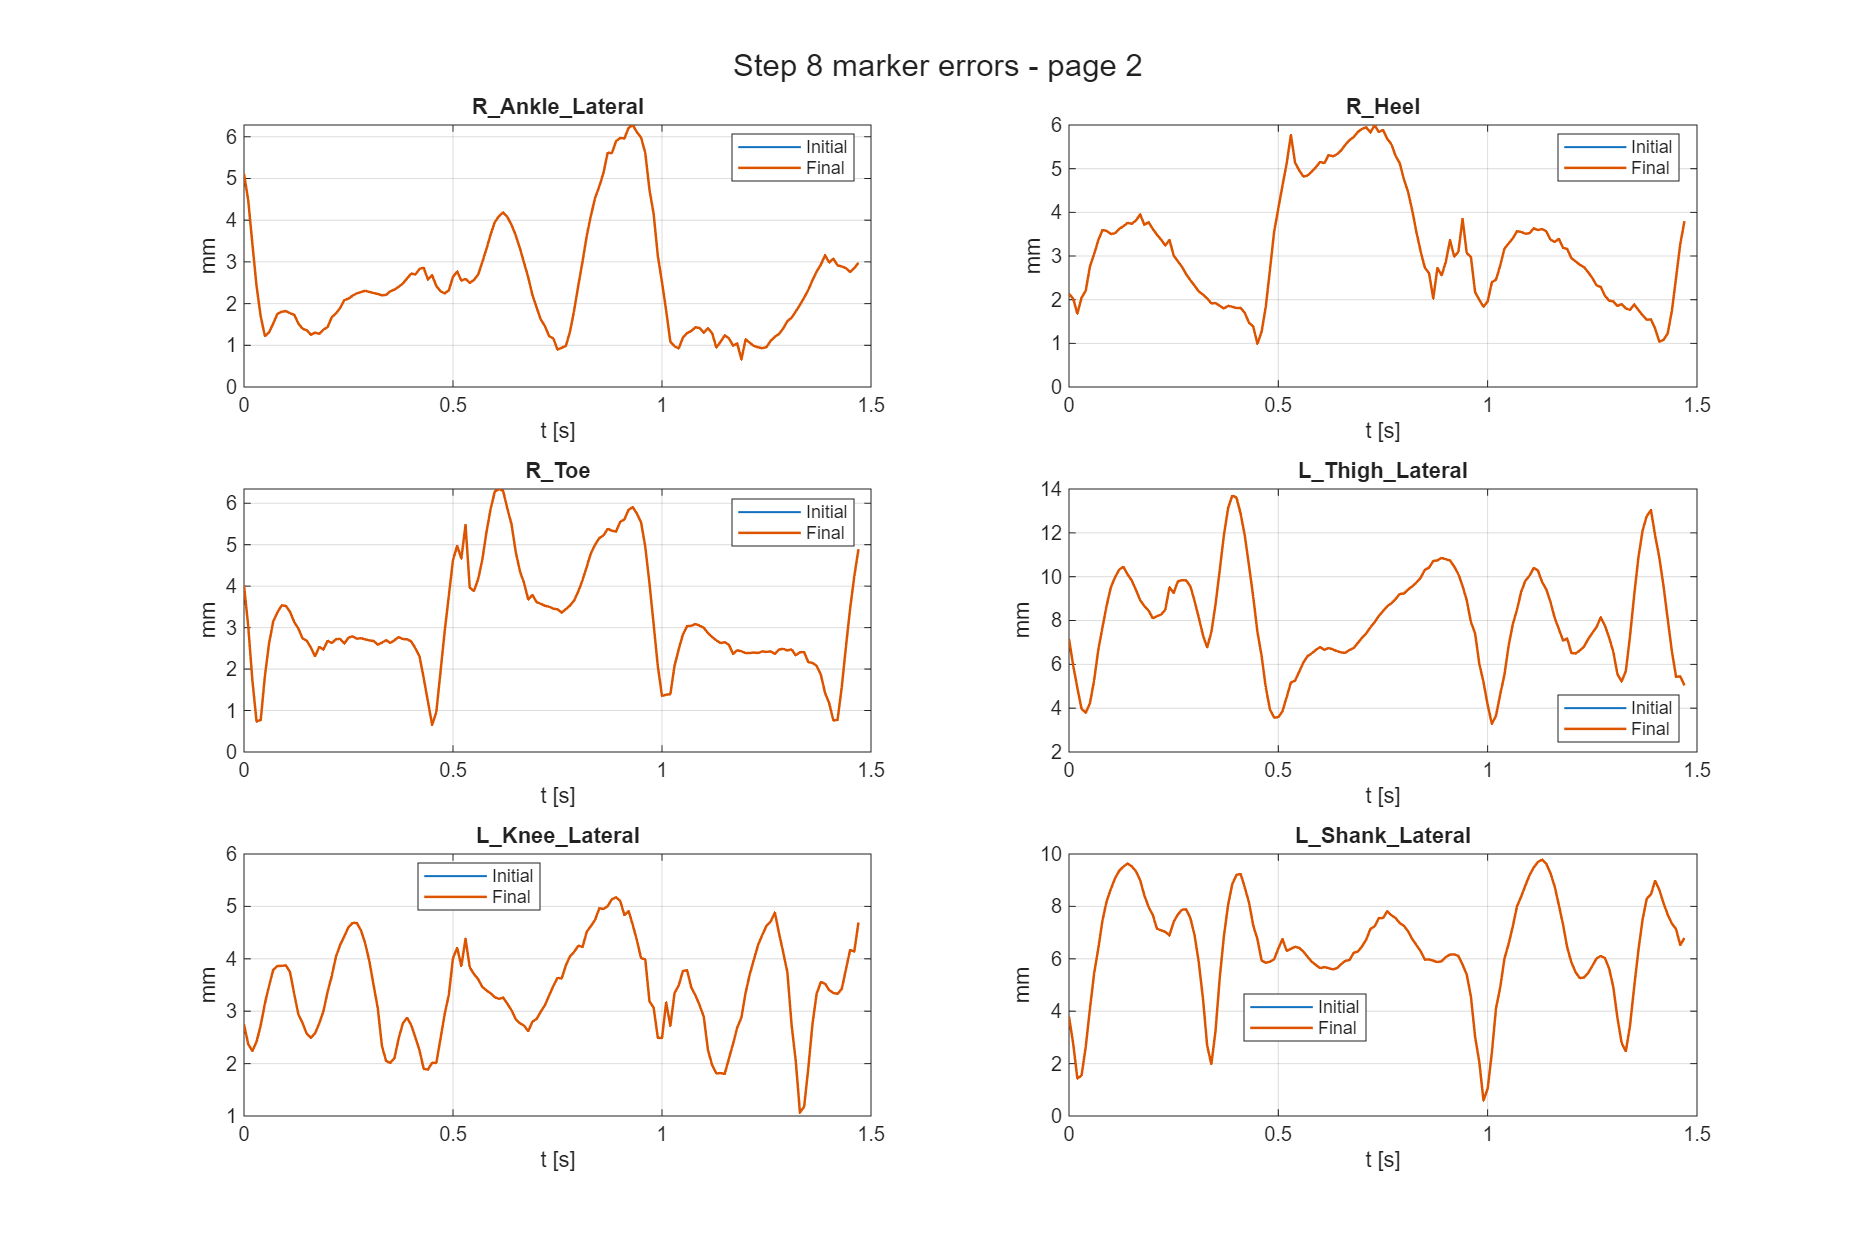 Step 8 marker errors - page 2
R_Ankle_Lateral
mm
6
5
4
3
2
1
0
0 0.5 1 1.5
t [s]
Initial
Final
R_Heel
mm
6
5
4
3
2
1
0
0 0.5 1 1.5
t [s]
Initial
Final
R_Toe
mm
6
5
4
3
2
1
0
0 0.5 1 1.5
t [s]
Initial
Final
L_Thigh_Lateral
mm
14
12
10
8
6
4
2
0 0.5 1 1.5
t [s]
Initial
Final
L_Knee_Lateral
mm
6
5
4
3
2
1
0 0.5 1 1.5
t [s]
Initial
Final
L_Shank_Lateral
mm
10
8
6
4
2
0
0 0.5 1 1.5
t [s]
Initial
Final